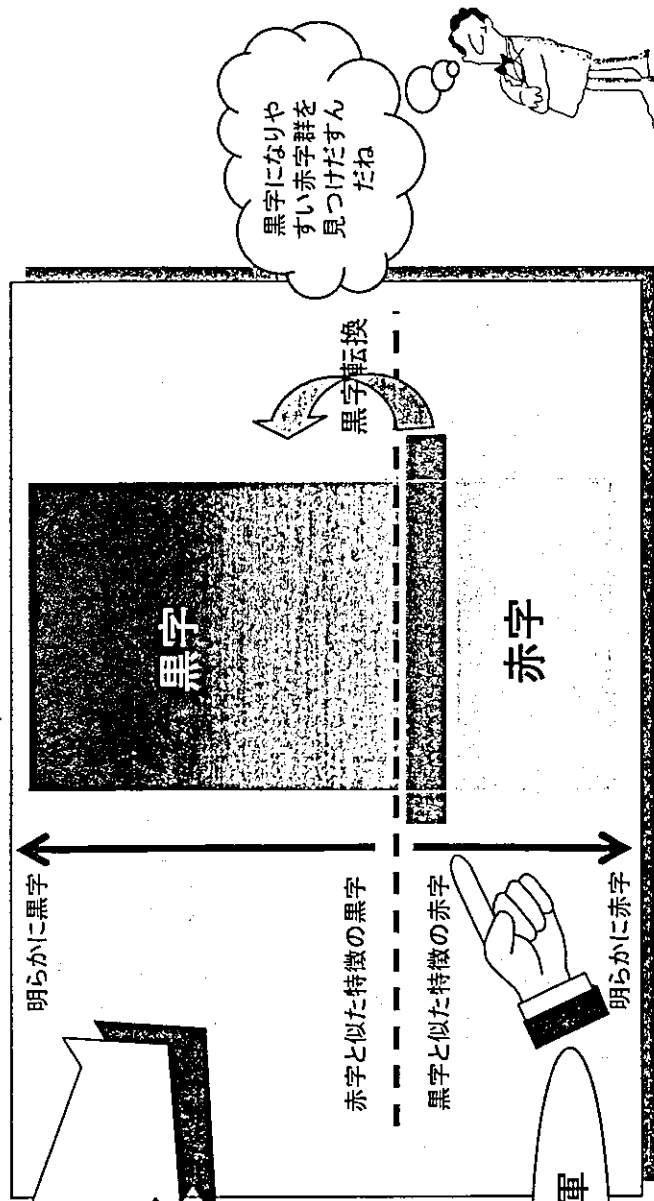 明らかに黒字
赤字と似た特徴の黒字
黒字と似た特徴の赤字
明らかに赤字
黒字
赤字
黒字転換
黒字になりや
すい赤字群を
見つけだすん
だね
軍